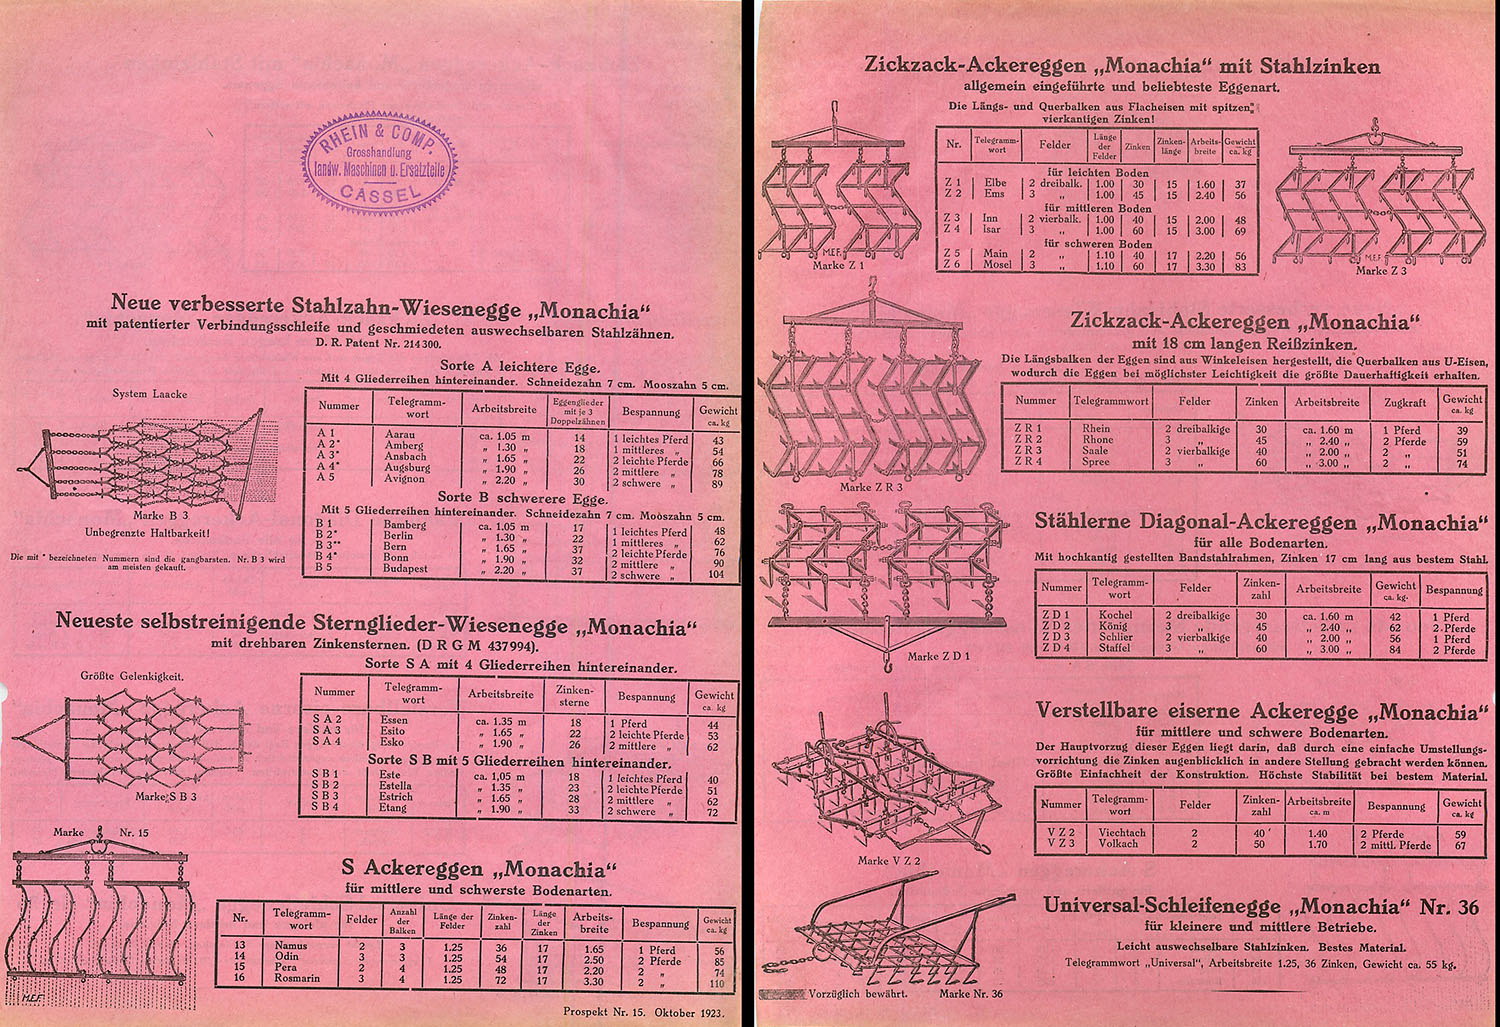 RHEIN & COMP.
Grosshandlung
landw. Maschinen u. Ersatzteile
CASSEL
Neue verbesserte Stahlzahn-Wiesenegge „Monachia“
mit patentierter Verbindungsschleife und geschmiedeten auswechselbaren Stahlzähnen.
D. R. Patent Nr. 214300.
Sorte A leichtere Egge.
Mit 4 Gliederreihen hintereinander. Schneidezahn 7 cm. Mooszahn 5 cm.
System Laacke
Marke B 3
Unbegrenzte Haltbarkeit!
Die mit * bezeichneten Nummern sind die gangbarsten. Nr. B 3 wird
am meisten gekauft.
Nummer Telegramm-wort Arbeitsbreite Eggenglieder mit je 3 Doppelzähnen Bespannung Gewicht ca. kg
A 1 Aarau ca. 1.05 m 14 1 leichtes Pferd 43
A 2* Amberg „ 1.30 „ 18 1 mittleres „ 54
A 3* Ansbach „ 1.65 „ 22 2 leichte Pferde 66
A 4* Augsburg „ 1.90 „ 26 2 mittlere „ 78
A 5 Avignon „ 2.20 „ 30 2 schwere „ 89
Sorte B schwerere Egge.
Mit 5 Gliederreihen hintereinander. Schneidezahn 7 cm. Mooszahn 5 cm.
B 1 Bamberg ca. 1.05 m 17 1 leichtes Pferd 48
B 2* Berlin „ 1.30 „ 22 1 mittleres „ 62
B 3** Bern „ 1.65 „ 37 2 leichte Pferde 76
B 4* Bonn „ 1.90 „ 32 2 mittlere „ 90
B 5 Budapest „ 2.20 „ 37 2 schwere „ 104
Neueste selbstreinigende Sternglieder-Wiesenegge „Monachia“
mit drehbaren Zinkensternen. (D R G M 437994).
Sorte S A mit 4 Gliederreihen hintereinander.
Größte Gelenkigkeit.
Marke S B 3
Nummer Telegramm-wort Arbeitsbreite Zinken-sterne Bespannung Gewicht ca. kg
S A 2 Essen ca. 1.35 m 18 1 Pferd 44
S A 3 Esito „ 1.65 „ 22 2 leichte Pferde 53
S A 4 Esko „ 1.90 „ 26 2 mittlere „ 62
Sorte S B mit 5 Gliederreihen hintereinander.
S B 1 Este ca. 1,05 m 18 1 leichtes Pferd 40
S B 2 Estella „ 1.35 „ 23 2 leichte Pferde 51
S B 3 Estrich „ 1.65 „ 28 2 mittlere „ 62
S B 4 Etang „ 1.90 „ 33 2 schwere „ 72
Marke Nr. 15
M.E.F.
S Ackereggen „Monachia“
für mittlere und schwerste Bodenarten.
Nr. Telegramm-wort Felder Anzahl der Balken Länge der Felder Zinken-zahl Länge der Zinken Arbeits-breite Bespannung Gewicht ca. kg
13 Namus 2 3 1.25 36 17 1.65 1 Pferd 56
14 Odin 3 3 1.25 54 17 2.50 2 Pferde 85
15 Pera 2 4 1.25 48 17 2.20 2 „ 74
16 Rosmarin 3 4 1.25 72 17 3.30 2 „ 110
Prospekt Nr. 15. Oktober 1923.
Zickzack-Ackereggen „Monachia“ mit Stahlzinken
allgemein eingeführte und beliebteste Eggenart.
Die Längs- und Querbalken aus Flacheisen mit spitzen,
vierkantigen Zinken!
Nr. Telegramm-wort Felder Länge der Felder Zinken Zinken-länge Arbeits-breite Gewicht ca. kg
für leichten Boden
Z 1 Elbe 2 dreibalk. 1.00 30 15 1.60 37
Z 2 Ems 3 „ 1.00 45 15 2.40 56
für mittleren Boden
Z 3 Inn 2 vierbalk. 1.00 40 15 2.00 48
Z 4 Isar 3 „ 1.00 60 15 3.00 69
für schweren Boden
Z 5 Main 2 „ 1.10 40 17 2.20 56
Z 6 Mosel 3 „ 1.10 60 17 3.30 83
M.E.F.
Marke Z 1
M.E.F.
Marke Z 3
Zickzack-Ackereggen „Monachia“
mit 18 cm langen Reißzinken.
Die Längsbalken der Eggen sind aus Winkeleisen hergestellt, die Querbalken aus U-Eisen,
wodurch die Eggen bei möglichster Leichtigkeit die größte Dauerhaftigkeit erhalten.
Nummer Telegrammwort Felder Zinken Arbeitsbreite Zugkraft Gewicht ca. kg
Z R 1 Rhein 2 dreibalkige 30 ca. 1.60 m 1 Pferd 39
Z R 2 Rhone 3 „ 45 „ 2.40 „ 2 Pferde 59
Z R 3 Saale 2 vierbalkige 40 „ 2.00 „ 2 „ 51
Z R 4 Spree 3 „ 60 „ 3.00 „ 2 „ 74
Marke Z R 3
Stählerne Diagonal-Ackereggen „Monachia“
für alle Bodenarten.
Mit hochkantig gestellten Bandstahlrahmen, Zinken 17 cm lang aus bestem Stahl.
Nummer Telegramm-wort Felder Zinken-zahl Arbeitsbreite Gewicht ca. kg. Bespannung
Z D 1 Kochel 2 dreibalkige 30 ca. 1.60 m 42 1 Pferd
Z D 2 König 3 „ 45 „ 2.40 „ 62 2 Pferde
Z D 3 Schlier 2 vierbalkige 40 „ 2.00 „ 56 1 Pferd
Z D 4 Staffel 3 „ 60 „ 3.00 „ 84 2 Pferde
Marke Z D 1
Verstellbare eiserne Ackeregge „Monachia“
für mittlere und schwere Bodenarten.
Der Hauptvorzug dieser Eggen liegt darin, daß durch eine einfache Umstellungs-
vorrichtung die Zinken augenblicklich in andere Stellung gebracht werden können.
Größte Einfachheit der Konstruktion. Höchste Stabilität bei bestem Material.
Nummer Telegramm-wort Felder Zinken-zahl Arbeitsbreite ca. m Bespannung Gewicht ca. kg
V Z 2 Viechtach 2 40 1.40 2 Pferde 59
V Z 3 Volkach 2 50 1.70 2 mittl. Pferde 67
Marke V Z 2
Universal-Schleifenegge „Monachia“ Nr. 36
für kleinere und mittlere Betriebe.
Leicht auswechselbare Stahlzinken. Bestes Material.
Telegrammwort „Universal“, Arbeitsbreite 1.25, 36 Zinken, Gewicht ca. 55 kg.
Vorzüglich bewährt. Marke Nr. 36